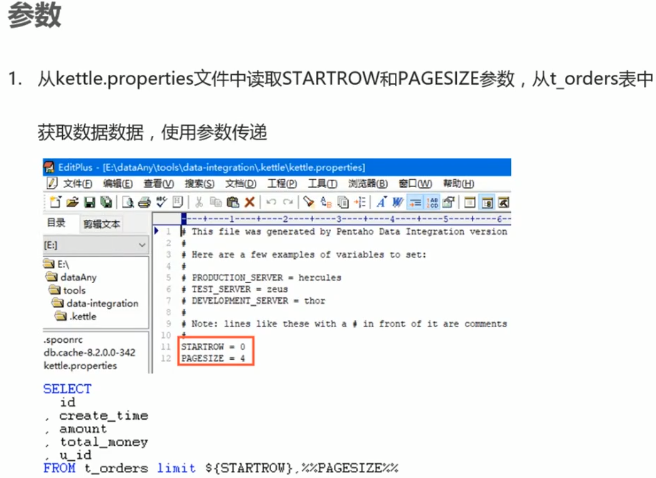 参数
1. 从kettle.properties文件中读取STARTROW和PAGESIZE参数，从t_orders表中
获取数据数据，使用参数传递
EditPlus - [E:\dataAny\tools\data-integration\.kettle\kettle.properties]
文件(F) 编辑(E) 查看(V) 搜索(S) 文档(D) 工程(P) 工具(T) 浏览器(B) 窗口(W) 帮助(H)
目录 剪辑文本
[E:]
E:\
dataAny
tools
data-integration
.kettle
.spoonrc
db.cache-8.2.0.0-342
kettle.properties
----+----1----+----2----+----3----+----4----+----5----+----6--
1 # This file was generated by Pentaho Data Integration version
2 #
3 # Here are a few examples of variables to set:
4 #
5 # PRODUCTION_SERVER = hercules
6 # TEST_SERVER = zeus
7 # DEVELOPMENT_SERVER = thor
8 #
9 # Note: lines like these with a # in front of it are comments
10 #
11 STARTROW = 0
12 PAGESIZE = 4
SELECT
id
, create_time
, amount
, total_money
, u_id
FROM t_orders limit ${STARTROW},%%PAGESIZE%%